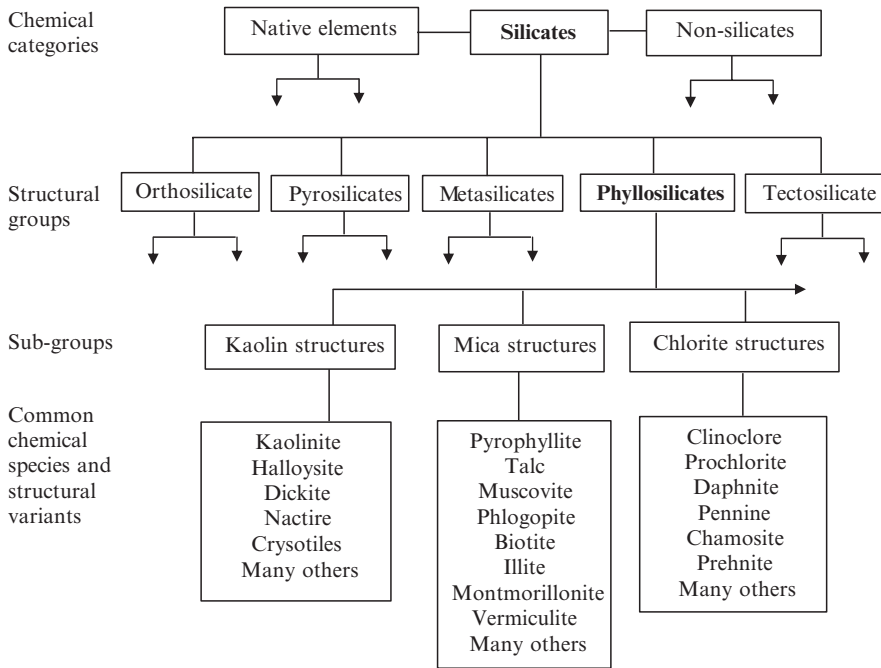 Chemical
categories
Native elements
Silicates
Non-silicates
Structural
groups
Orthosilicate
Pyrosilicates
Metasilicates
Phyllosilicates
Tectosilicate
Sub-groups
Kaolin structures
Mica structures
Chlorite structures
Common
chemical
species and
structural
variants
Kaolinite
Halloysite
Dickite
Nactire
Crysotiles
Many others
Pyrophyllite
Talc
Muscovite
Phlogopite
Biotite
Illite
Montmorillonite
Vermiculite
Many others
Clinoclore
Prochlorite
Daphnite
Pennine
Chamosite
Prehnite
Many others